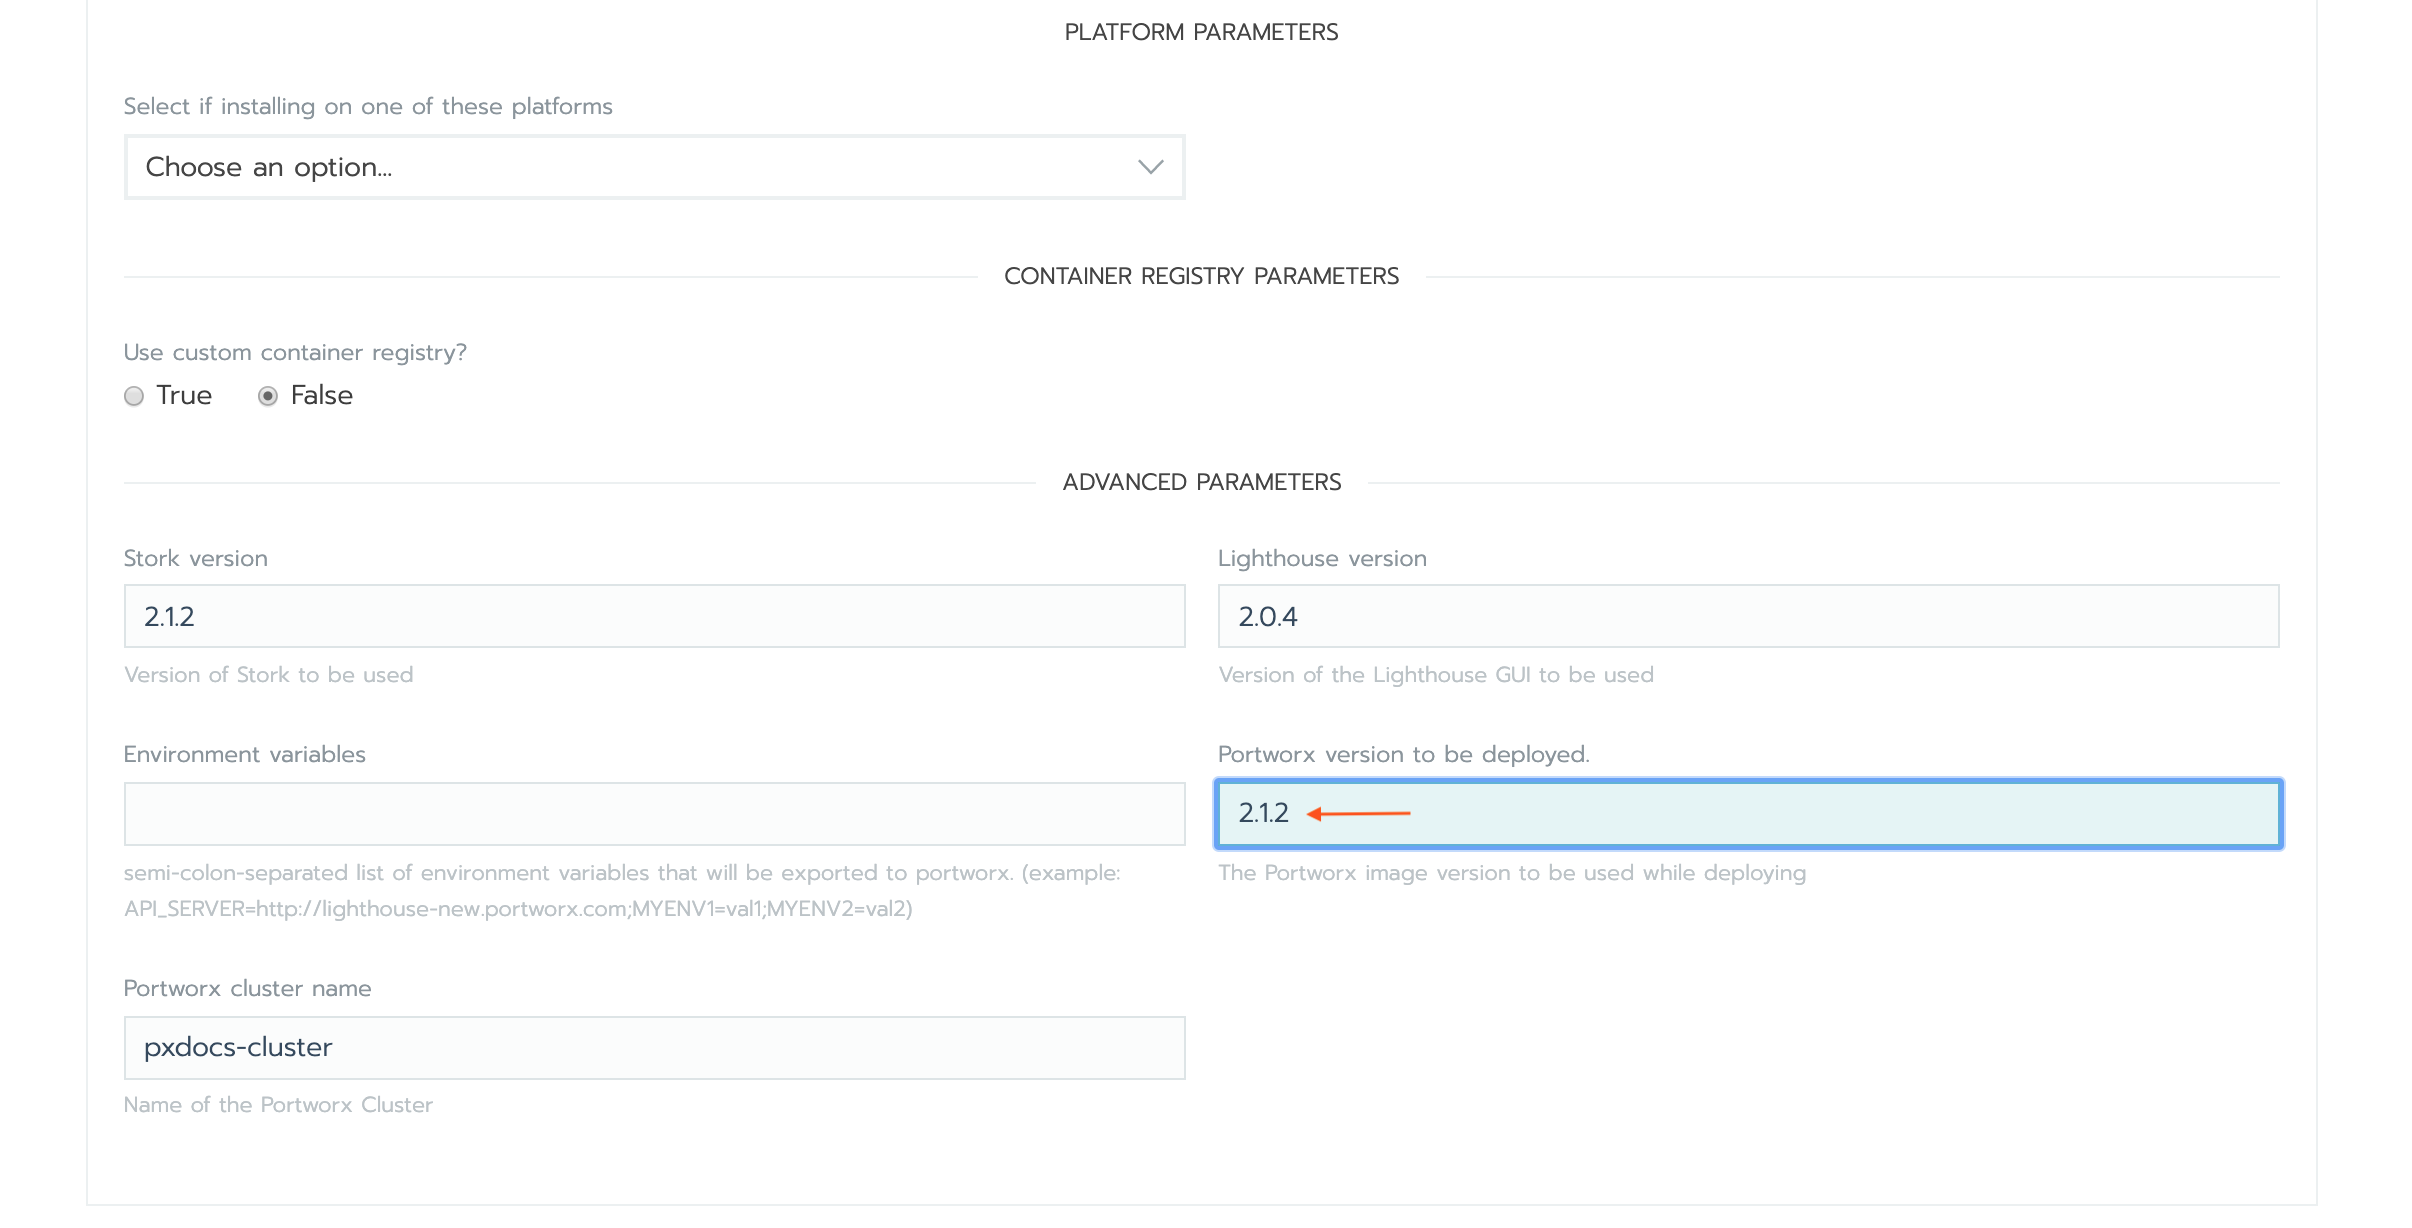 PLATFORM PARAMETERS
Select if installing on one of these platforms
Choose an option...
CONTAINER REGISTRY PARAMETERS
Use custom container registry?
True False
ADVANCED PARAMETERS
Stork version
2.1.2
Version of Stork to be used
Lighthouse version
2.0.4
Version of the Lighthouse GUI to be used
Environment variables
semi-colon-separated list of environment variables that will be exported to portworx. (example:
API_SERVER=http://lighthouse-new.portworx.com;MYENV1=val1;MYENV2=val2)
Portworx version to be deployed.
2.1.2
The Portworx image version to be used while deploying
Portworx cluster name
pxdocs-cluster
Name of the Portworx Cluster